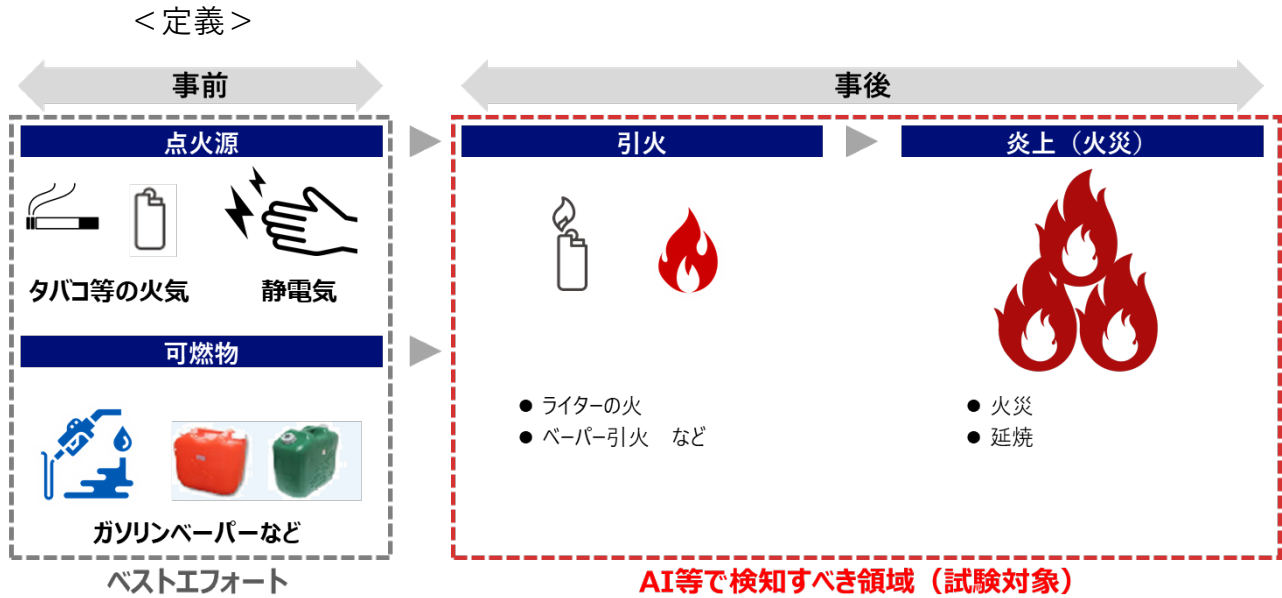 ＜定義＞
事前
事後
点火源
引火
炎上（火災）
タバコ等の火気
静電気
可燃物
● ライターの火
● ベーパー引火　など
● 火災
● 延焼
ガソリンベーパーなど
ベストエフォート
AI等で検知すべき領域（試験対象）